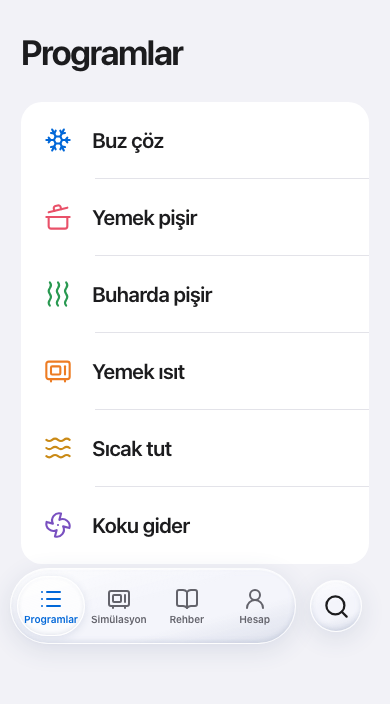 Programlar
Buz çöz
Yemek pişir
Buharda pişir
Yemek ısıt
Sıcak tut
Koku gider
Programlar Simülasyon Rehber Hesap